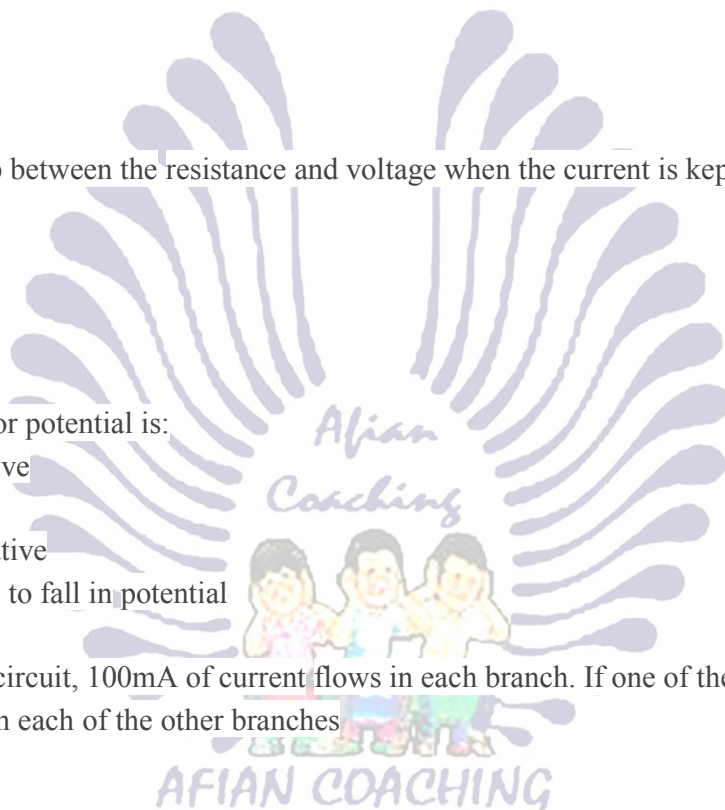 between the resistance and voltage when the current is kep
or potential is:
ve
Afian
Coaching
tive
to fall in potential
circuit, 100mA of current flows in each branch. If one of the
n each of the other branches
AFIAN COACHING